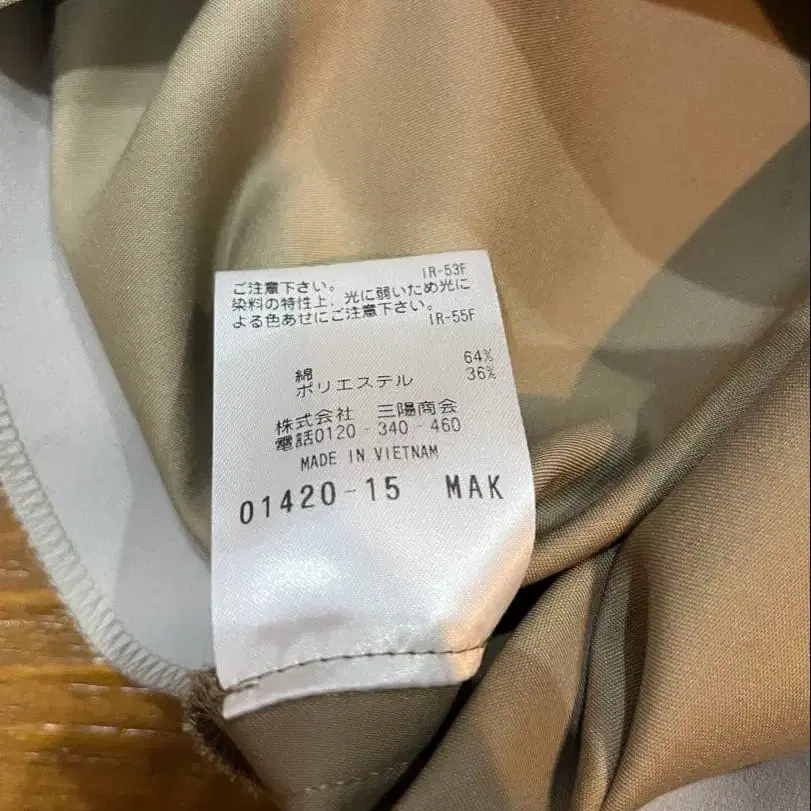 IR-53F
ご注意下さい。
染料の特性上、光に弱いため光に
よる色あせにご注意下さい。
IR-55F
綿 64%
ポリエステル 36%
株式会社 三陽商会
電話0120-340-460
MADE IN VIETNAM
01420-15 MAK